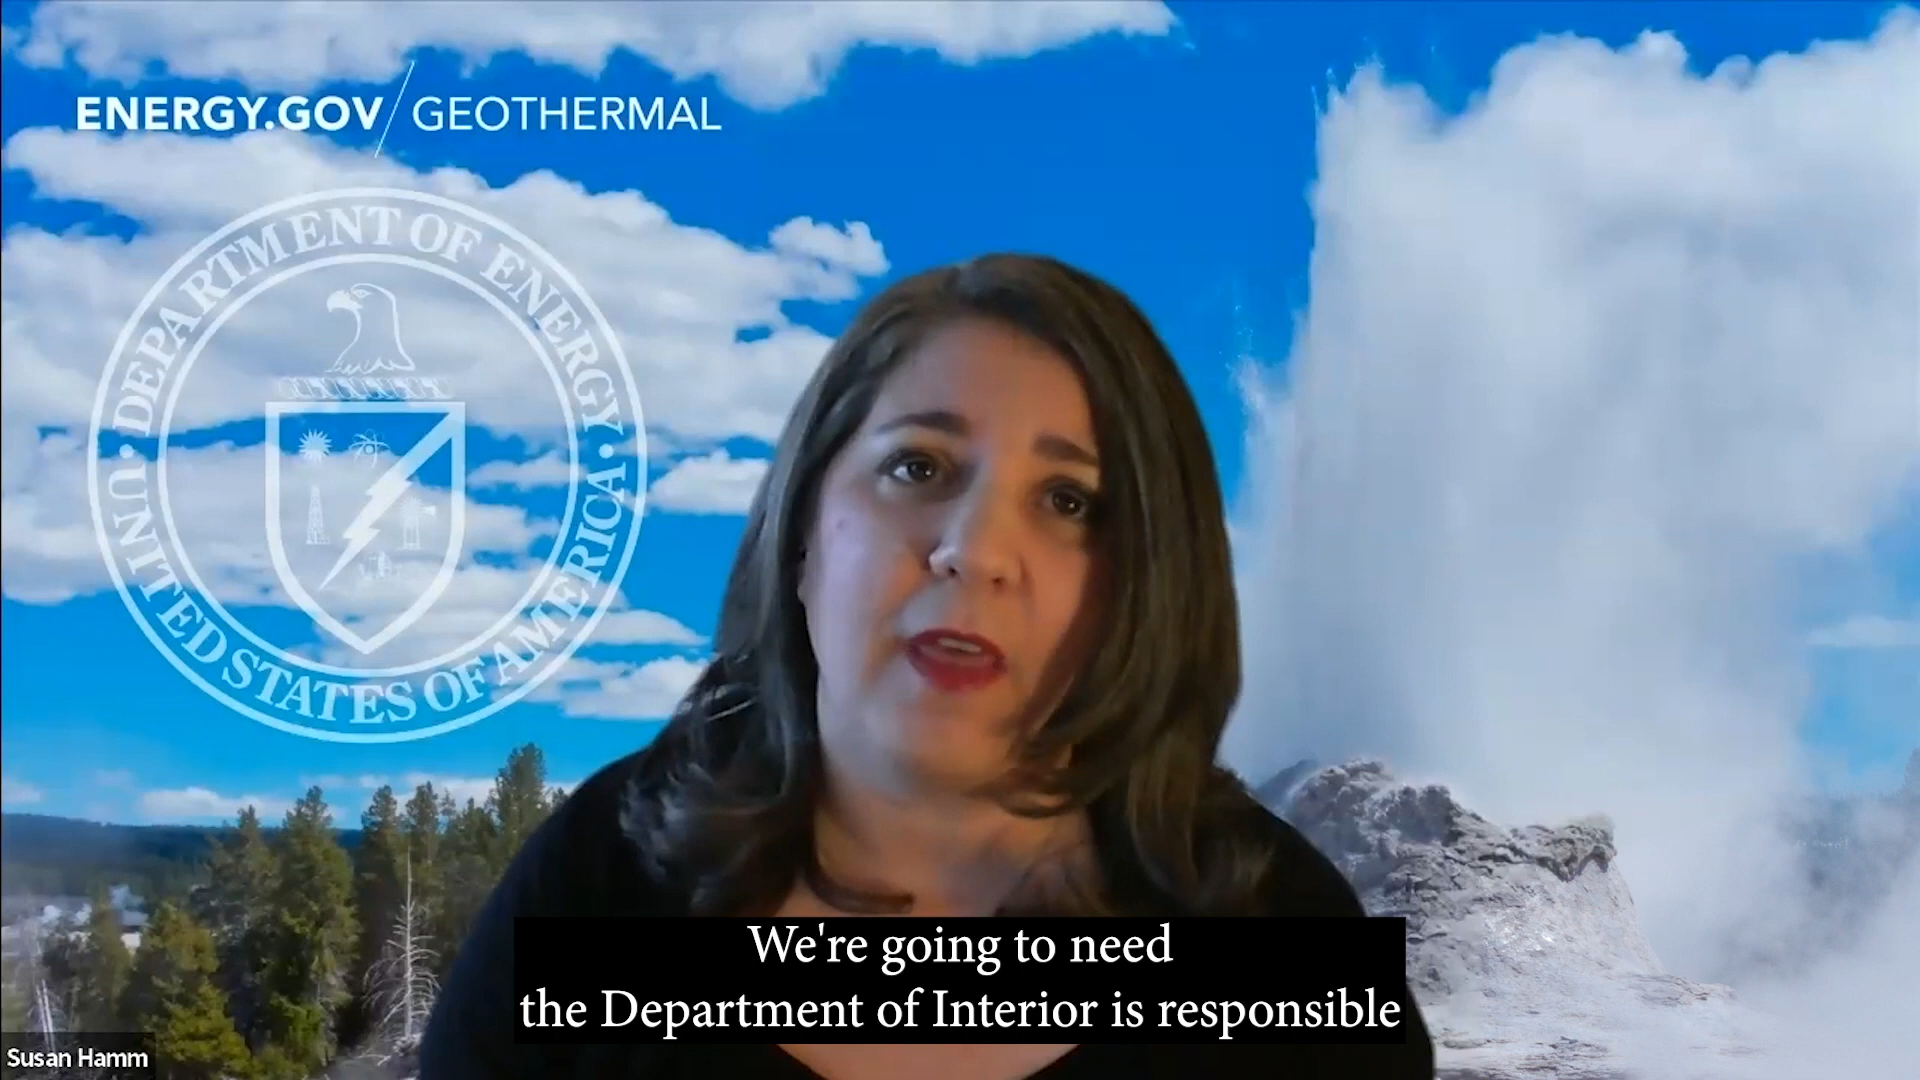 ENERGY.GOV/GEOTHERMAL
DEPARTMENT OF ENERGY
UNITED STATES OF AMERICA
We're going to need
the Department of Interior is responsible
Susan Hamm